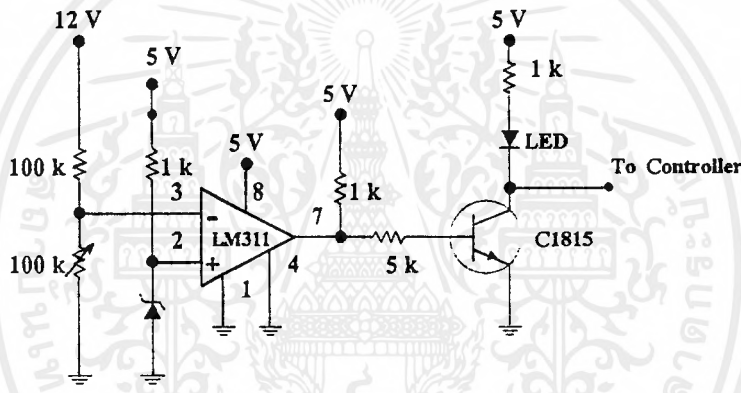 12 V
5 V
5 V
1 k
5 V
5 V
LED
To Controller
100 k
1 k
3
8
1 k
-
7
2
LM311
C1815
100 k
+
4
5 k
1